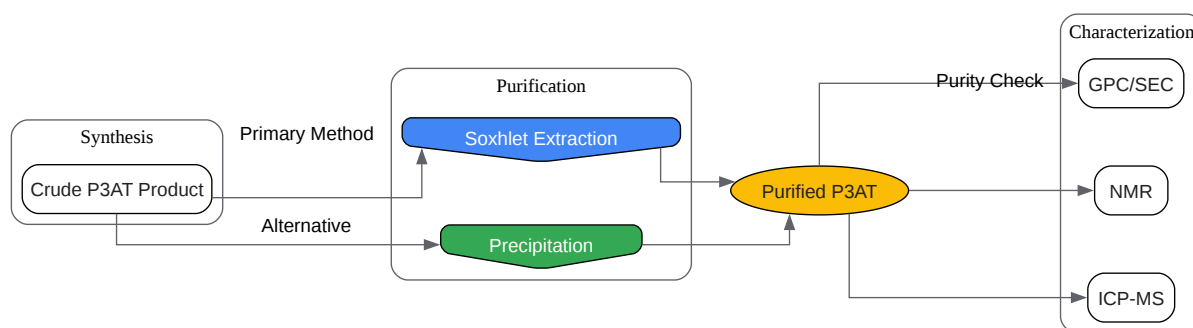 Synthesis
Crude P3AT Product
Primary Method
Alternative
Purification
Soxhlet Extraction
Precipitation
Purified P3AT
Purity Check
Characterization
GPC/SEC
NMR
ICP-MS